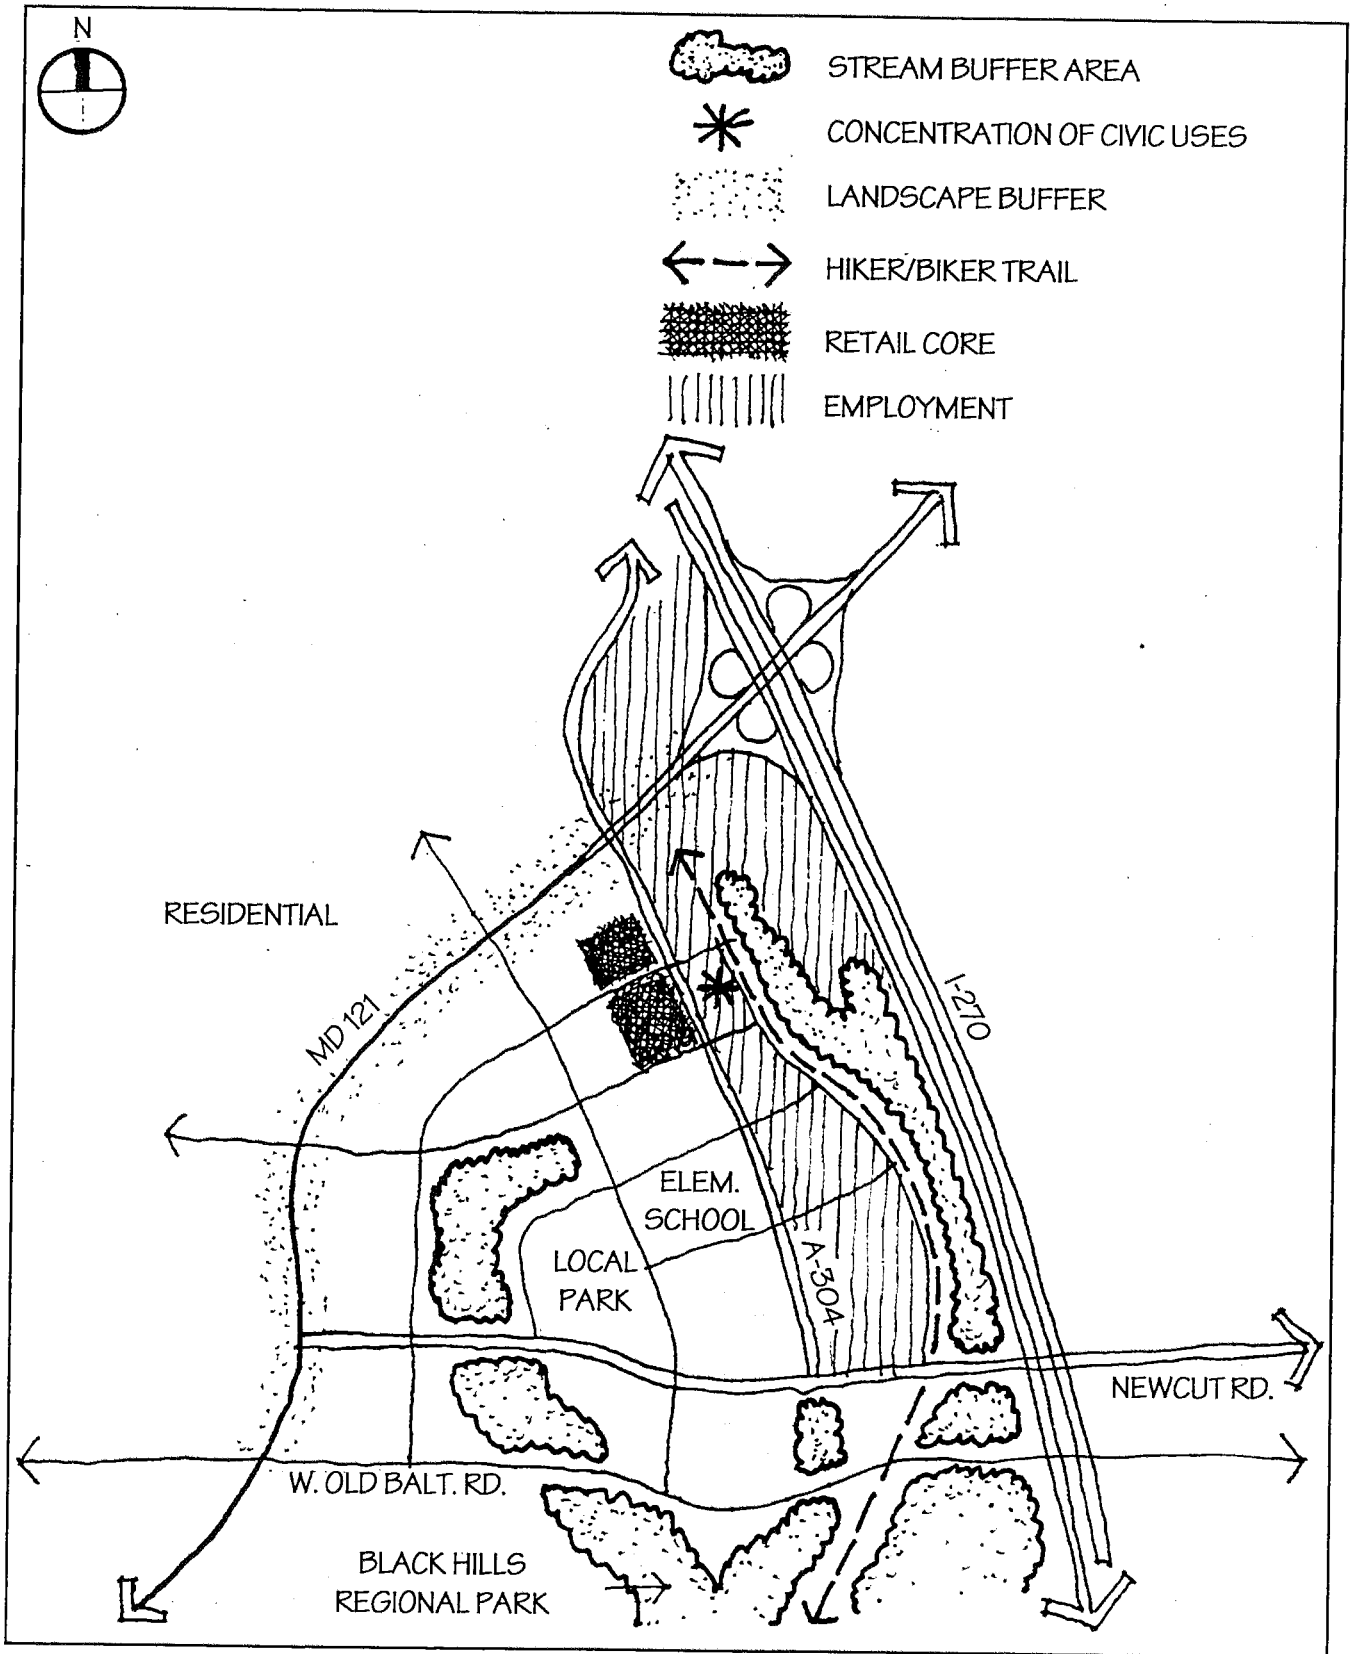 N
STREAM BUFFER AREA
CONCENTRATION OF CIVIC USES
LANDSCAPE BUFFER
HIKER/BIKER TRAIL
RETAIL CORE
EMPLOYMENT
RESIDENTIAL
MD 121
I-270
ELEM.
SCHOOL
LOCAL
PARK
A-304
NEWCUT RD.
W. OLD BALT. RD.
BLACK HILLS
REGIONAL PARK